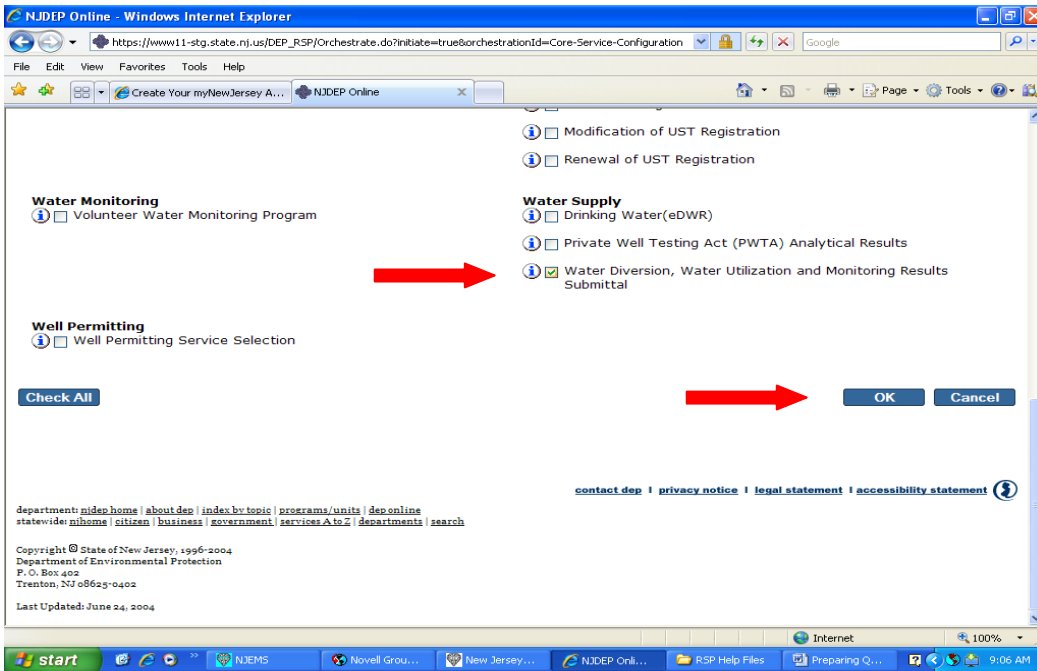 NJDEP Online - Windows Internet Explorer
https://www11-stg.state.nj.us/DEP_RSP/Orchestrate.do?initiate=true&orchestrationId=Core-Service-Configuration
Google
File Edit View Favorites Tools Help
Create Your myNewJersey A...
NJDEP Online
Page
Tools
Modification of UST Registration
Renewal of UST Registration
Water Monitoring
Volunteer Water Monitoring Program
Water Supply
Drinking Water(eDWR)
Private Well Testing Act (PWTA) Analytical Results
Water Diversion, Water Utilization and Monitoring Results
Submittal
Well Permitting
Well Permitting Service Selection
Check All
OK
Cancel
contact dep | privacy notice | legal statement | accessibility statement
department: njdep home | about dep | index by topic | programs/units | dep online
statewide: njhome | citizen | business | government | services A to Z | departments | search
Copyright © State of New Jersey, 1996-2004
Department of Environmental Protection
P. O. Box 402
Trenton, NJ 08625-0402
Last Updated: June 24, 2004
Internet
100%
start
NJEMS
Novell Grou...
New Jersey...
NJDEP Onli...
RSP Help Files
Preparing Q...
9:06 AM